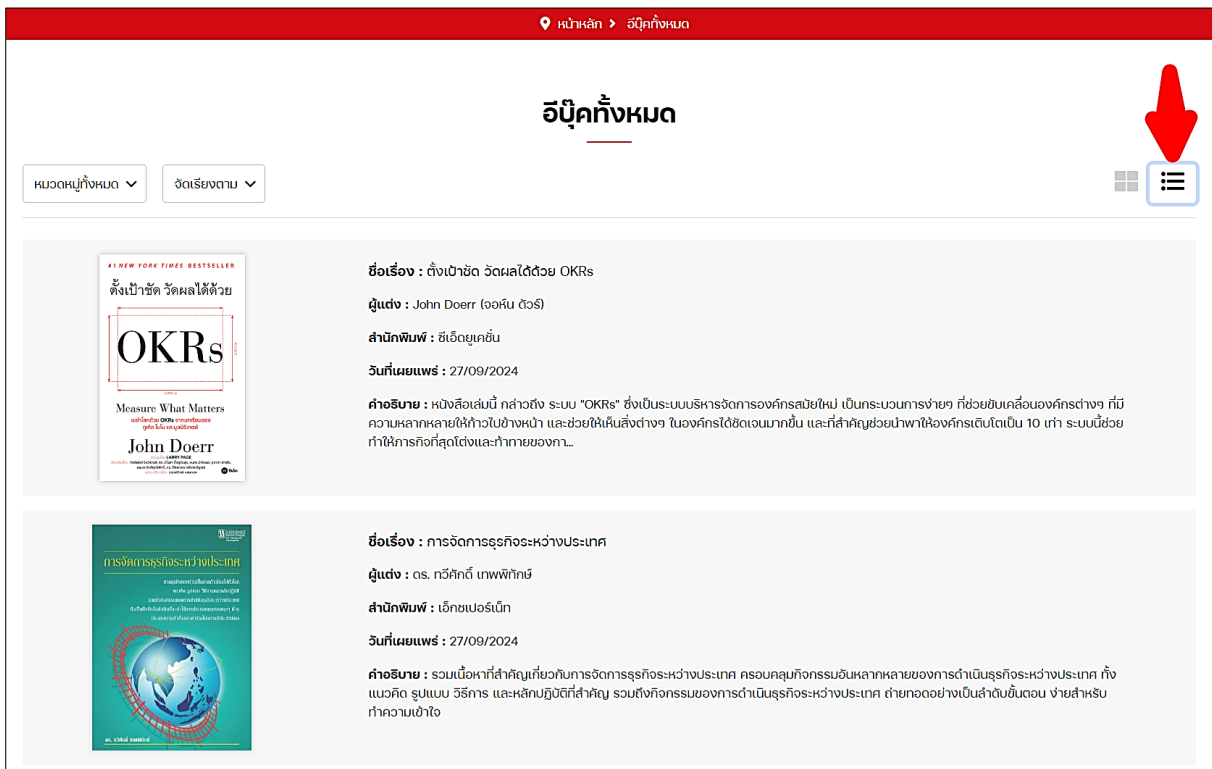 หน้าหลัก > อีบุ๊คทั้งหมด
อีบุ๊คทั้งหมด
หมวดหมู่ทั้งหมด
จัดเรียงตาม
#1 NEW YORK TIMES BESTSELLER
ตั้งเป้าชัด วัดผลได้ด้วย
OKRs
Measure What Matters
John Doerr
LARRY PAGE
ชื่อเรื่อง : ตั้งเป้าชัด วัดผลได้ด้วย OKRs
ผู้แต่ง : John Doerr (จอห์น ดัวร์)
สำนักพิมพ์ : ซีเอ็ดยูเคชั่น
วันที่เผยแพร่ : 27/09/2024
คำอธิบาย : หนังสือเล่มนี้ กล่าวถึง ระบบ "OKRs" ซึ่งเป็นระบบบริหารจัดการองค์กรสมัยใหม่ เป็นกระบวนการง่ายๆ ที่ช่วยขับเคลื่อนองค์กรต่างๆ ที่มี
ความหลากหลายให้ก้าวไปข้างหน้า และช่วยให้เห็นสิ่งต่างๆ ในองค์กรได้ชัดเจนมากขึ้น และที่สำคัญช่วยนำพาให้องค์กรเติบโตเป็น 10 เท่า ระบบนี้ช่วย
ทำให้ภารกิจที่สุดโต่งและท้าทายของกา...
การจัดการธุรกิจระหว่างประเทศ
ดร. ทวีศักดิ์ เทพพิทักษ์
ชื่อเรื่อง : การจัดการธุรกิจระหว่างประเทศ
ผู้แต่ง : ดร. ทวีศักดิ์ เทพพิทักษ์
สำนักพิมพ์ : เอ็กซเปอร์เน็ท
วันที่เผยแพร่ : 27/09/2024
คำอธิบาย : รวมเนื้อหาที่สำคัญเกี่ยวกับการจัดการธุรกิจระหว่างประเทศ ครอบคลุมกิจกรรมอันหลากหลายของการดำเนินธุรกิจระหว่างประเทศ ทั้ง
แนวคิด รูปแบบ วิธีการ และหลักปฏิบัติที่สำคัญ รวมถึงกิจกรรมของการดำเนินธุรกิจระหว่างประเทศ ถ่ายทอดอย่างเป็นลำดับขั้นตอน ง่ายสำหรับ
ทำความเข้าใจ